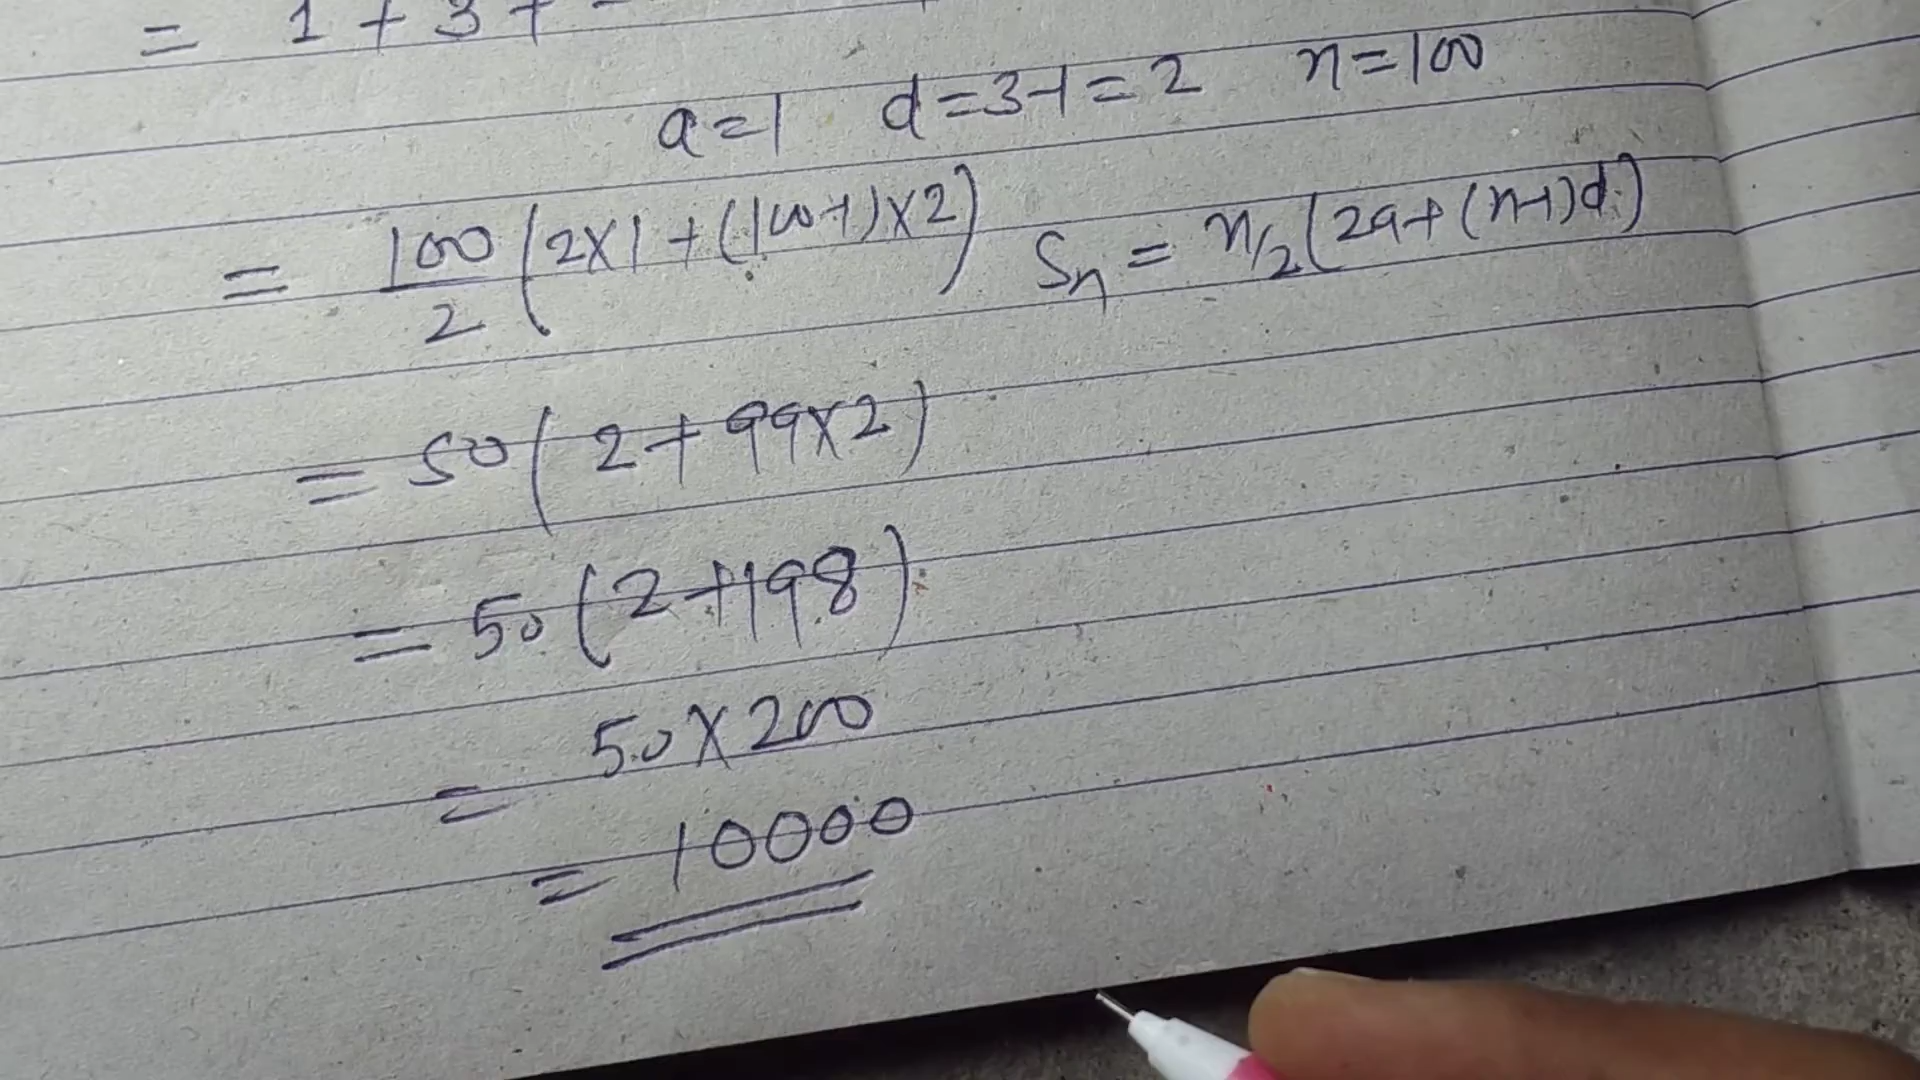 = 1 + 3 +
a=1 d=3-1=2 n=100
= 100/2 (2×1+(100-1)×2) Sn = n/2(2a+(n-1)d)
= 50(2+99×2)
= 50(2+198)
= 50×200
= 10000